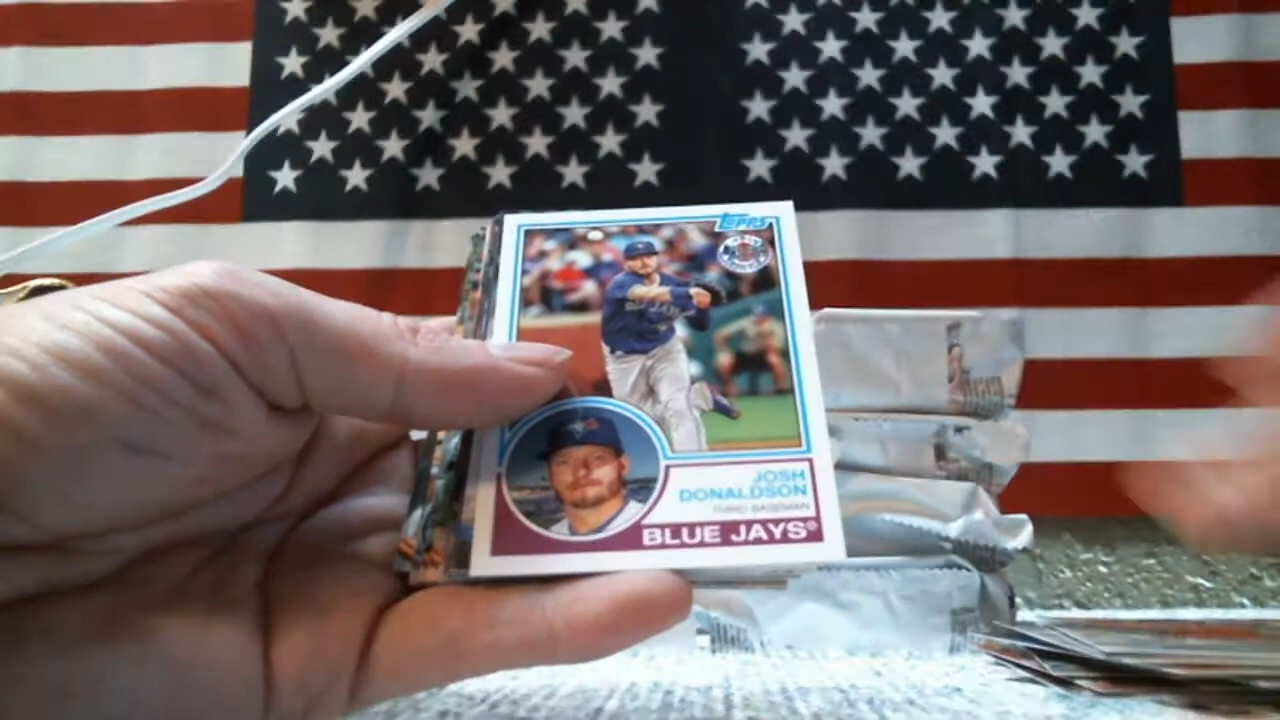 Topps
JOSH
DONALDSON
THIRD BASEMAN
BLUE JAYS®